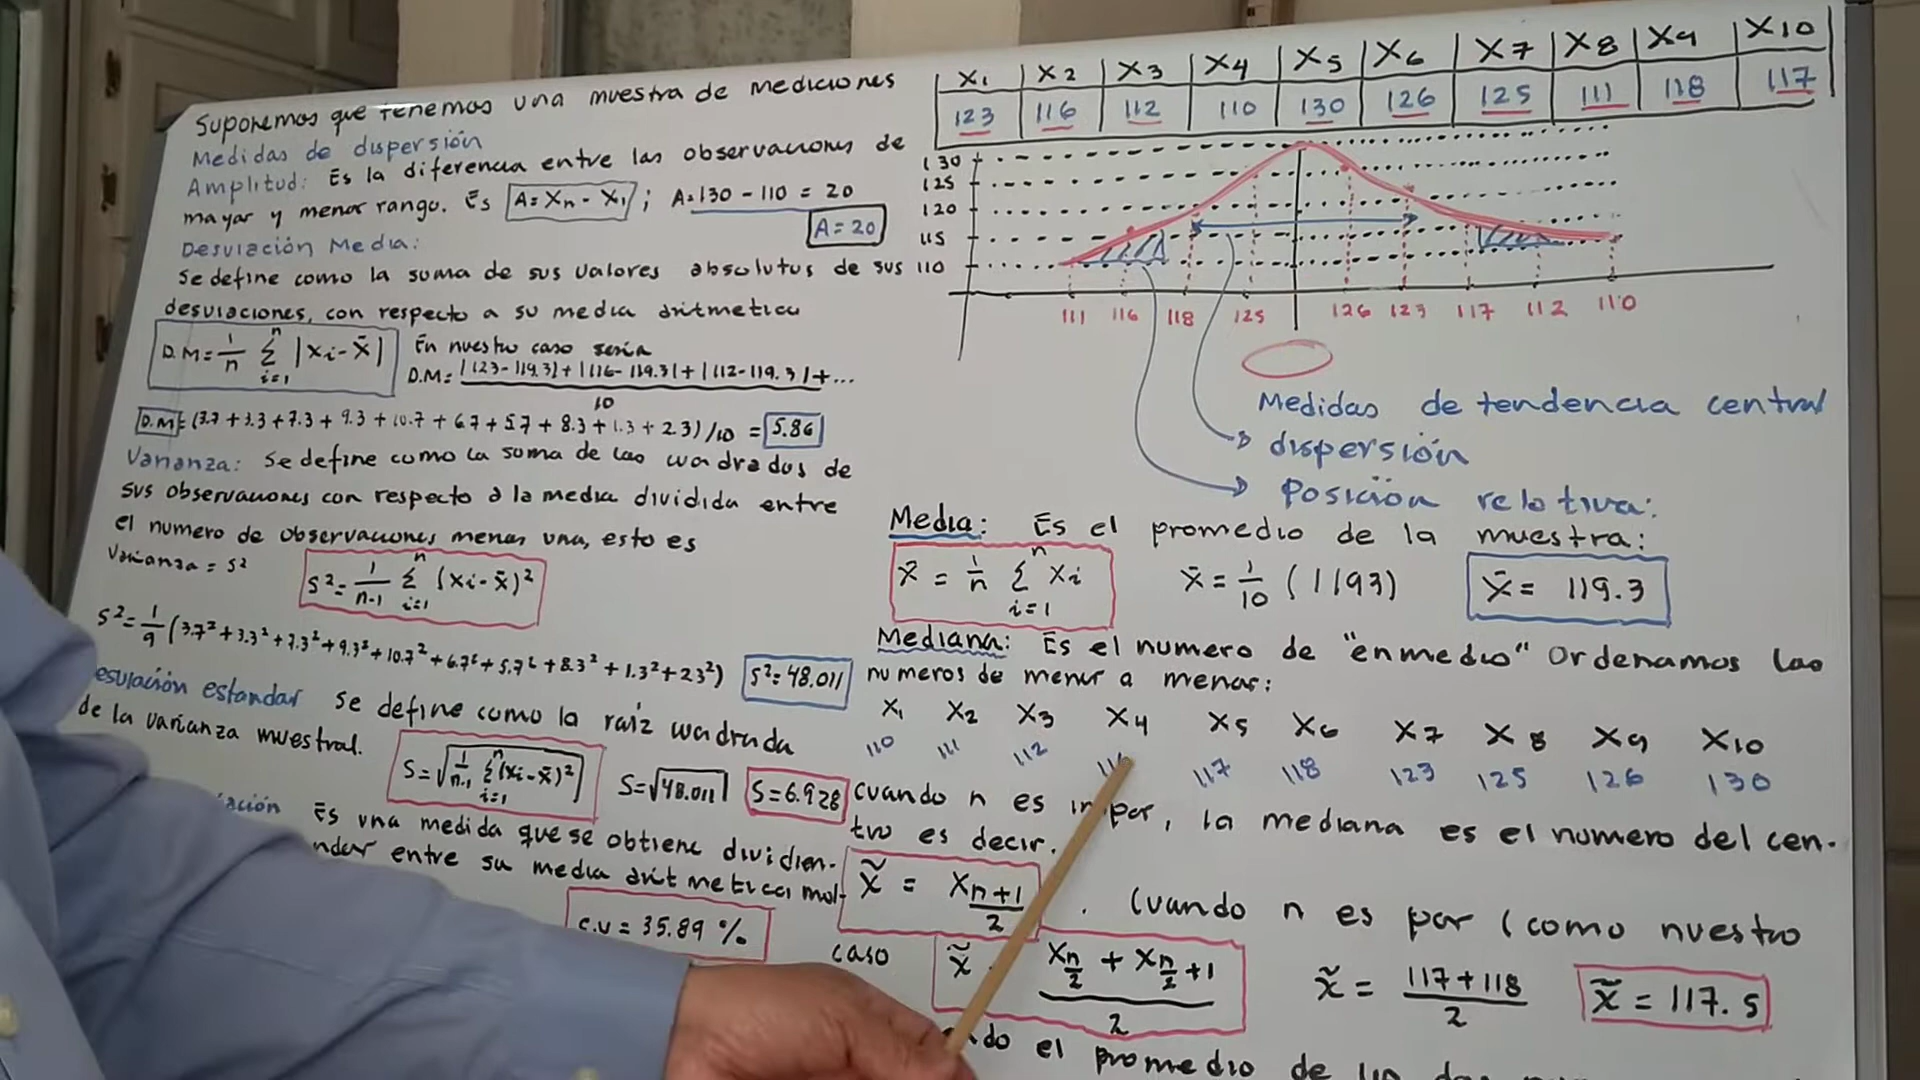 Suponemos que tenemos una muestra de mediciones
Medidas de dispersión
Amplitud: Es la diferencia entre las observaciones de
mayor y menor rango. Es A = Xn - X1 ; A = 130 - 110 = 20
A = 20
Desviación Media:
Se define como la suma de sus valores absolutos de sus
desviaciones, con respecto a su media aritmetica
D.M = 1/n Σ i=1 n |xi - x̄| En nuestro caso seria
D.M = |123-119.3| + |116-119.3| + |112-119.3| + ...
10
D.M = (3.7 + 3.3 + 7.3 + 9.3 + 10.7 + 6.7 + 5.7 + 8.3 + 1.3 + 2.3)/10 = 5.86
Varianza: Se define como la suma de los cuadrados de
sus observaciones con respecto a la media dividida entre
el numero de observaciones menos una, esto es
Varianza = s² S² = 1/n-1 Σ i=1 n (xi - x̄)²
S² = 1/9 (3.7² + 3.3² + 7.3² + 9.3² + 10.7² + 6.7² + 5.7² + 8.3² + 1.3² + 2.3²) S² = 48.011
esviación estandar se define como la raiz cuadrada
de la varianza muestral. S = √(1/n-1 Σ i=1 n (xi - x̄)²) S = √48.011 S = 6.928
iación Es una medida que se obtiene dividien-
ndar entre su media aritmetica mol-
C.V = 35.89 %
X1 X2 X3 X4 X5 X6 X7 X8 X9 X10
123 116 112 110 130 126 125 111 118 117
130
125
120
115
110
111 116 118 125 126 123 117 112 110
Medidas de tendencia central
dispersión
posición relativa:
Media: Es el promedio de la muestra:
x̄ = 1/n Σ i=1 n Xi x̄ = 1/10 (1193) x̄ = 119.3
Mediana: Es el numero de "enmedio" Ordenamos los
numeros de menor a menor:
X1 X2 X3 X4 X5 X6 X7 X8 X9 X10
110 111 112 117 118 123 125 126 130
cuando n es impar, la mediana es el numero del cen-
tro es decir.
x̃ = X n+1/2 . Cuando n es par (como nuestro
caso x̃ X n/2 + X n/2 +1 / 2 x̃ = 117+118 / 2 x̃ = 117.5
ndo el promedio de